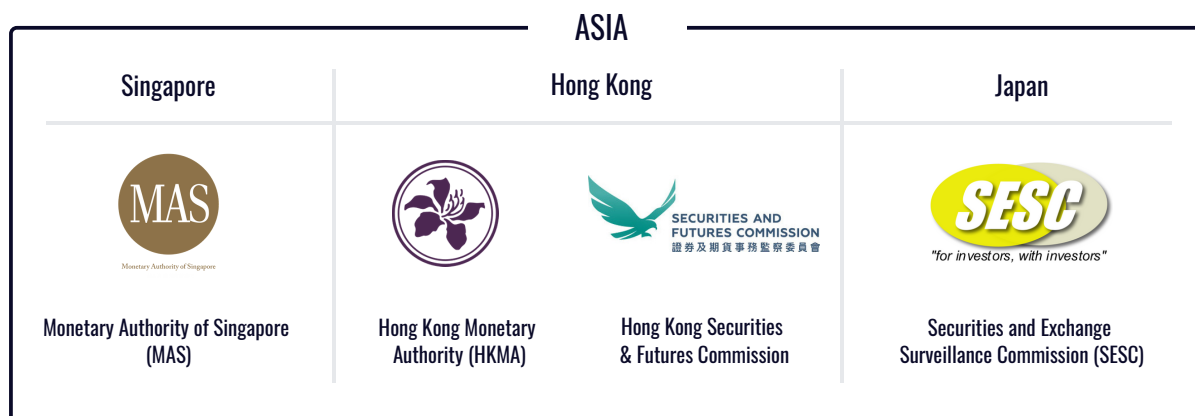 ASIA
Singapore
Hong Kong
Japan
MAS
Monetary Authority of Singapore
SECURITIES AND
FUTURES COMMISSION
證券及期貨事務監察委員會
SESC
"for investors, with investors"
Monetary Authority of Singapore
(MAS)
Hong Kong Monetary
Authority (HKMA)
Hong Kong Securities
& Futures Commission
Securities and Exchange
Surveillance Commission (SESC)